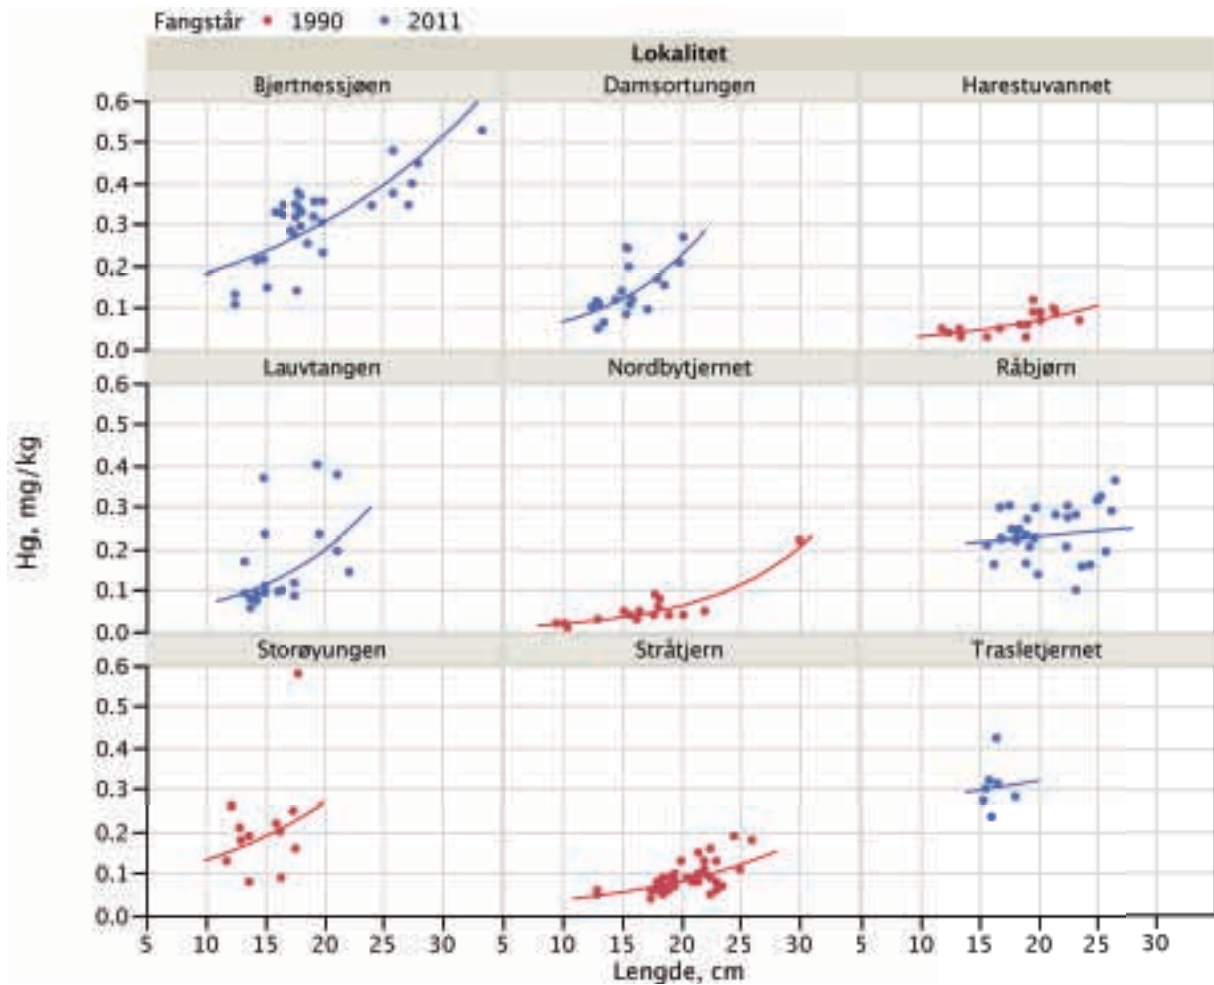 Fangstår 1990 2011
Lokalitet
Bjertnessjøen Damsortungen Harestuvannet
0.6
0.5
0.4
0.3
0.2
0.1
0.0
Lauvtangen Nordbytjernet Råbjørn
0.6
0.5
0.4
0.3
0.2
0.1
0.0
Hg, mg/kg
Storøyungen Stråtjern Trasletjernet
0.6
0.5
0.4
0.3
0.2
0.1
0.0
5 10 15 20 25 30 5 10 15 20 25 30 5 10 15 20 25 30
Lengde, cm